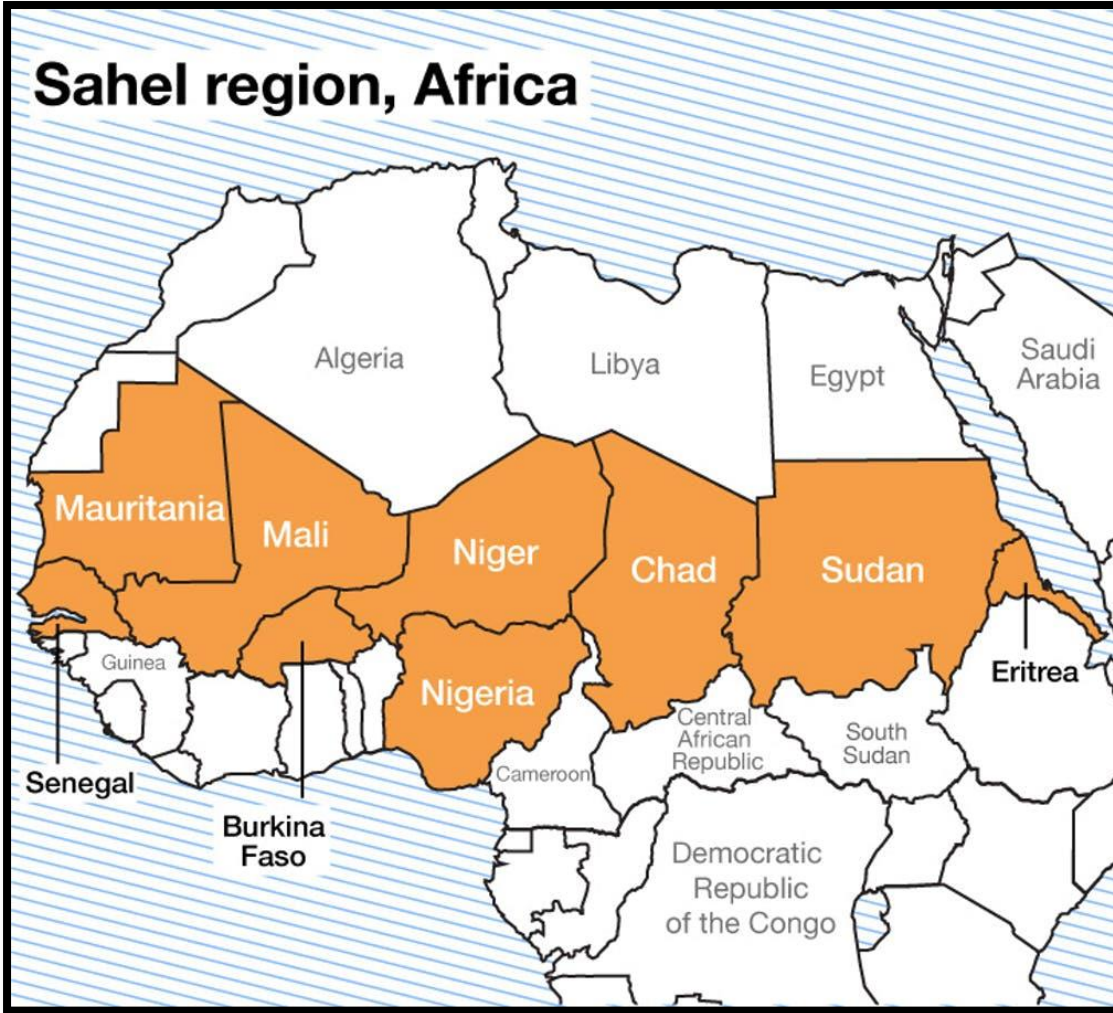 Sahel region, Africa
Algeria
Libya
Egypt
Saudi
Arabia
Mauritania
Mali
Niger
Chad
Sudan
Guinea
Nigeria
Eritrea
Central
African
Republic
South
Sudan
Cameroon
Senegal
Burkina
Faso
Democratic
Republic
of the Congo